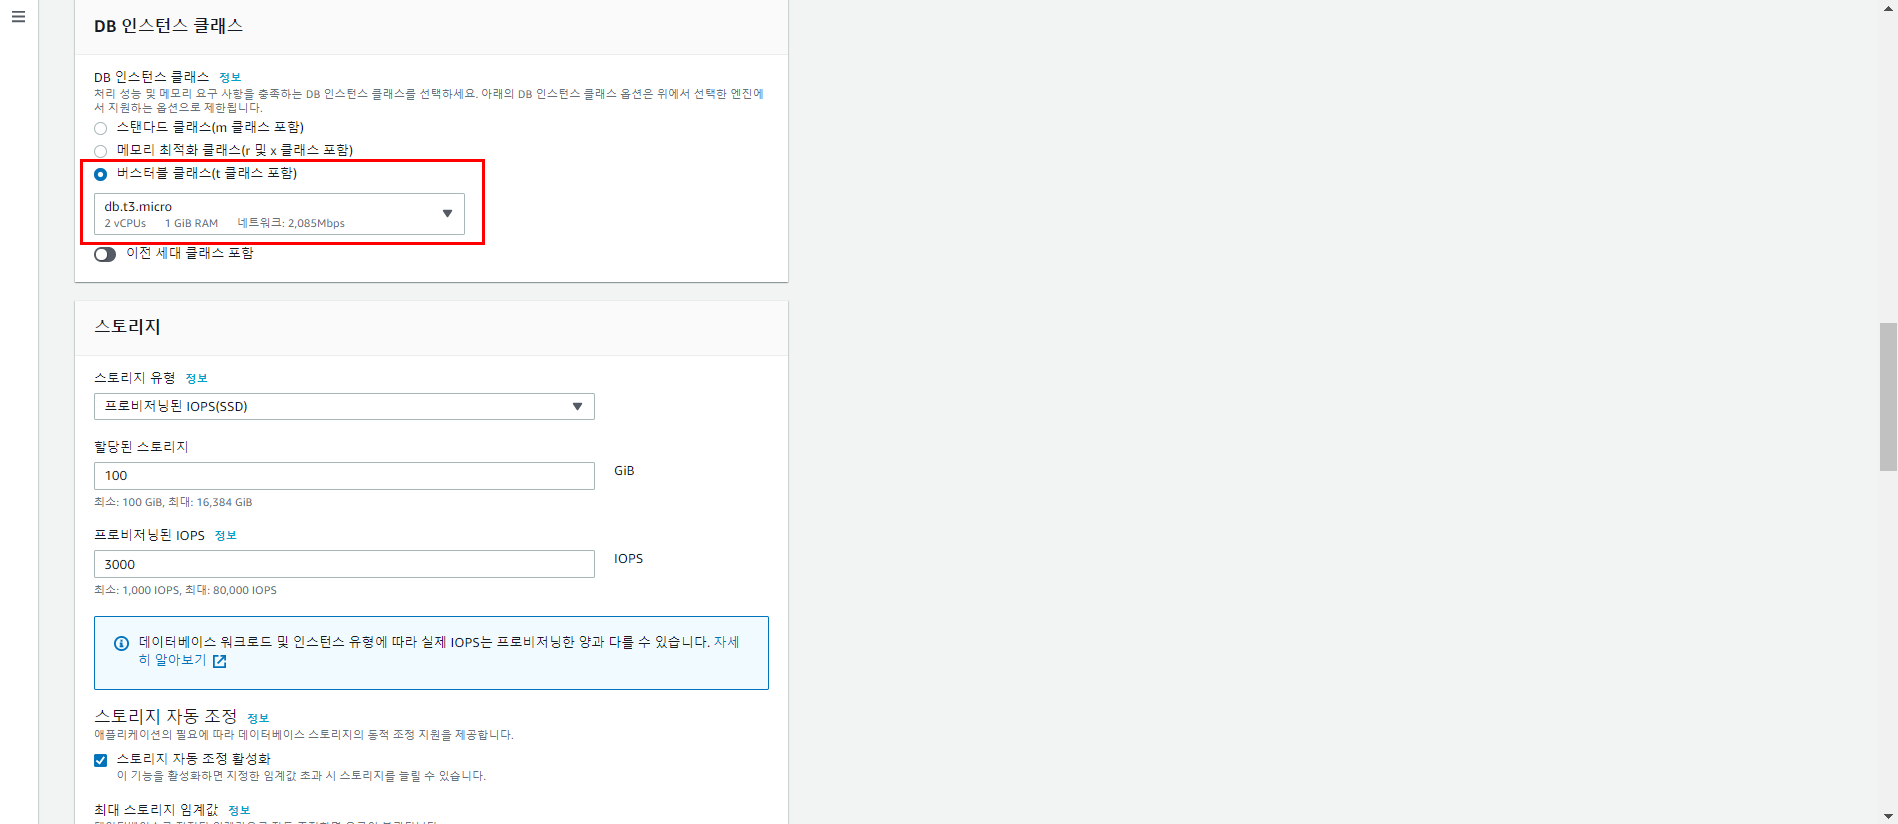 DB 인스턴스 클래스
DB 인스턴스 클래스 정보
처리 성능 및 메모리 요구 사항을 충족하는 DB 인스턴스 클래스를 선택하세요. 아래의 DB 인스턴스 클래스 옵션은 위에서 선택한 엔진에
서 지원하는 옵션으로 제한됩니다.
스탠다드 클래스(m 클래스 포함)
메모리 최적화 클래스(r 및 x 클래스 포함)
버스터블 클래스(t 클래스 포함)
db.t3.micro
2 vCPUs 1 GiB RAM 네트워크: 2,085Mbps
이전 세대 클래스 포함
스토리지
스토리지 유형 정보
프로비저닝된 IOPS(SSD)
할당된 스토리지
100 GiB
최소: 100 GiB, 최대: 16,384 GiB
프로비저닝된 IOPS 정보
3000 IOPS
최소: 1,000 IOPS, 최대: 80,000 IOPS
데이터베이스 워크로드 및 인스턴스 유형에 따라 실제 IOPS는 프로비저닝한 양과 다를 수 있습니다. 자세
히 알아보기
스토리지 자동 조정 정보
애플리케이션의 필요에 따라 데이터베이스 스토리지의 동적 조정 지원을 제공합니다.
스토리지 자동 조정 활성화
이 기능을 활성화하면 지정한 임계값 초과 시 스토리지를 늘릴 수 있습니다.
최대 스토리지 임계값 정보